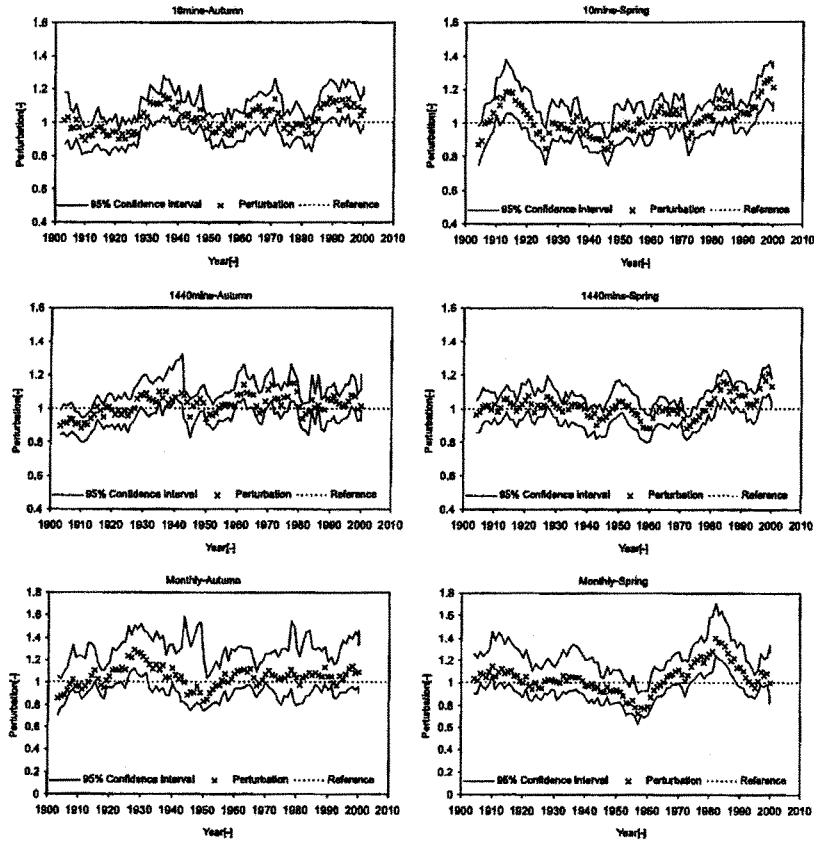 10mins-Autumn
1.6
1.4
1.2
1
0.8
0.6
0.4
Perturbation[-]
95% Confidence Interval × Perturbation Reference
1900 1910 1920 1930 1940 1950 1960 1970 1980 1990 2000 2010
Year[-]
10mins-Spring
1.6
1.4
1.2
1
0.8
0.6
0.4
Perturbation[-]
95% Confidence Interval × Perturbation Reference
1900 1910 1920 1930 1940 1950 1960 1970 1980 1990 2000 2010
Year[-]
1440mins-Autumn
1.6
1.4
1.2
1
0.8
0.6
0.4
Perturbation[-]
95% Confidence Interval × Perturbation Reference
1900 1910 1920 1930 1940 1950 1960 1970 1980 1990 2000 2010
Year[-]
1440mins-Spring
1.6
1.4
1.2
1
0.8
0.6
0.4
Perturbation[-]
95% Confidence Interval × Perturbation Reference
1900 1910 1920 1930 1940 1950 1960 1970 1980 1990 2000 2010
Year[-]
Monthly-Autumn
1.8
1.6
1.4
1.2
1
0.8
0.6
0.4
0.2
0
Perturbation[-]
95% Confidence Interval × Perturbation Reference
1900 1910 1920 1930 1940 1950 1960 1970 1980 1990 2000 2010
Year[-]
Monthly-Spring
1.8
1.6
1.4
1.2
1
0.8
0.6
0.4
0.2
0
Perturbation[-]
95% Confidence Interval × Perturbation Reference
1900 1910 1920 1930 1940 1950 1960 1970 1980 1990 2000 2010
Year[-]